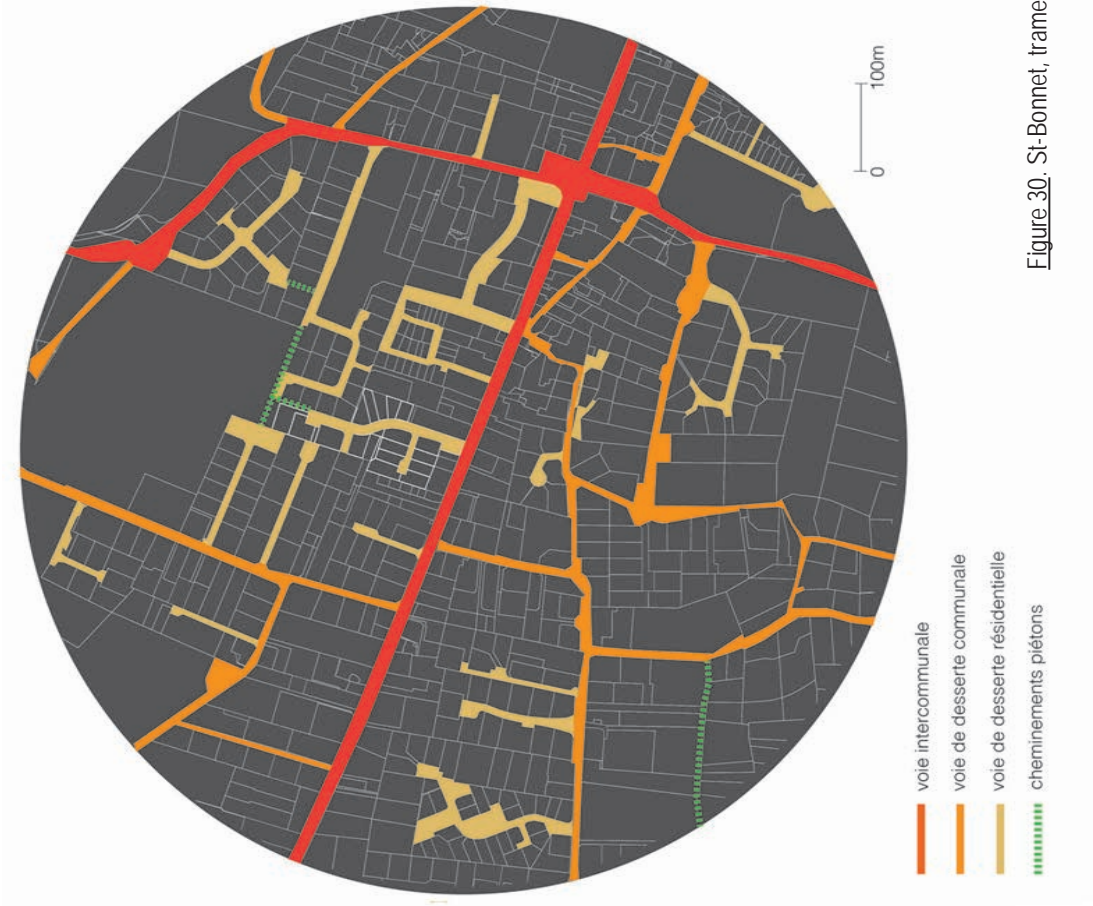 100m
0
Figure 30. St-Bonnet, trame
voie intercommunale
voie de desserte communale
voie de desserte résidentielle
cheminements piétons